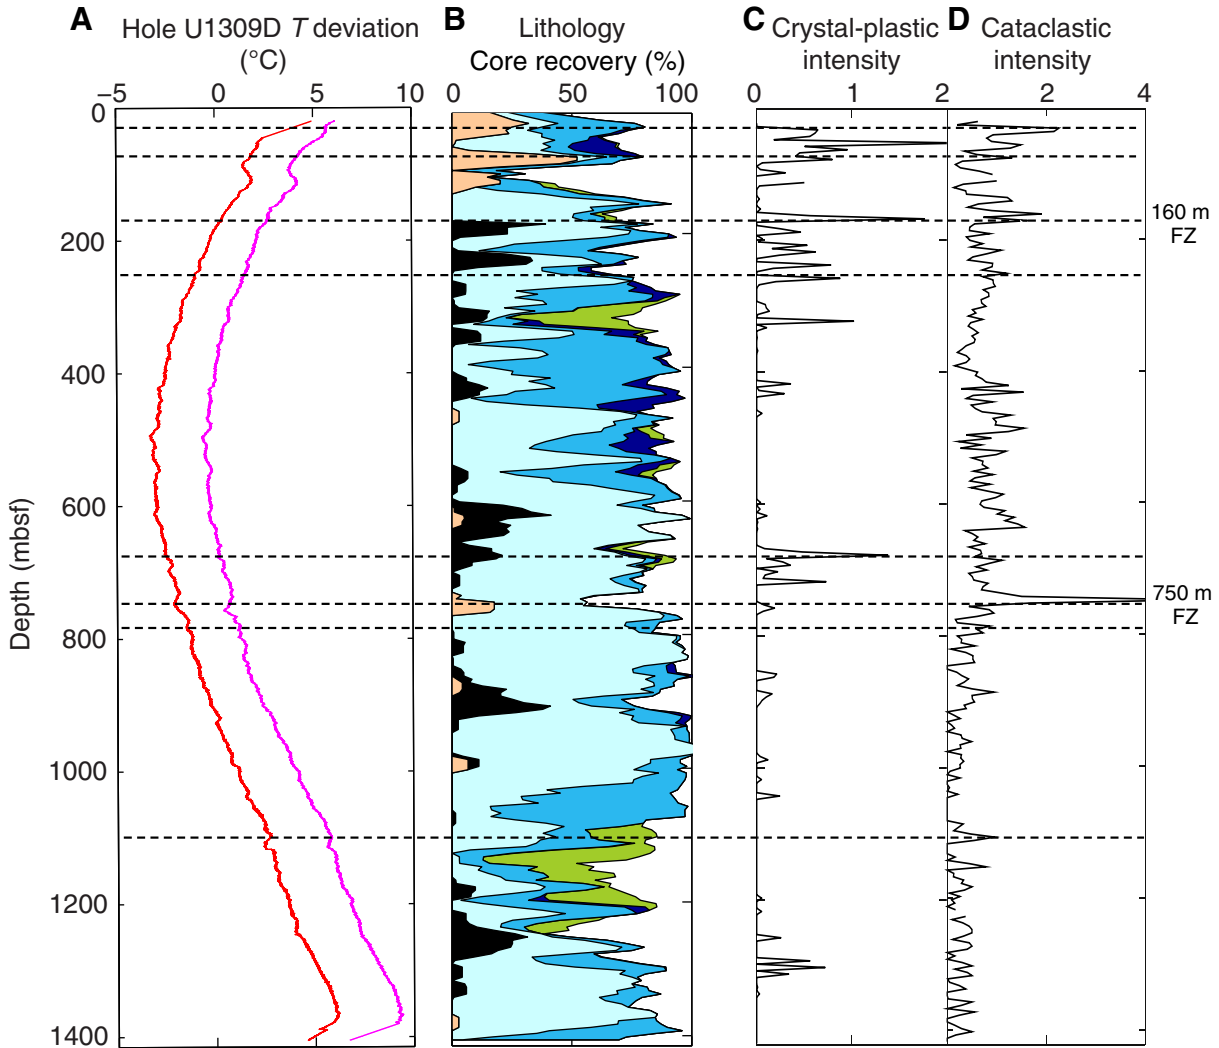 A
Hole U1309D T deviation
(°C)
B
Lithology
Core recovery (%)
C
Crystal-plastic
intensity
D
Cataclastic
intensity
−5 0 5 10
0 50 100
0 1 2
2 4
0
200
400
600
800
1000
1200
1400
Depth (mbsf)
160 m
FZ
750 m
FZ